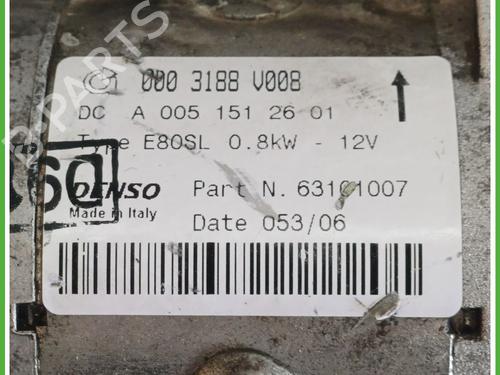 000 3188 V008
DC A 005 151 26 01
Type E80SL 0.8kW - 12V
DENSO Part N. 63101007
Made in Italy Date 053/06